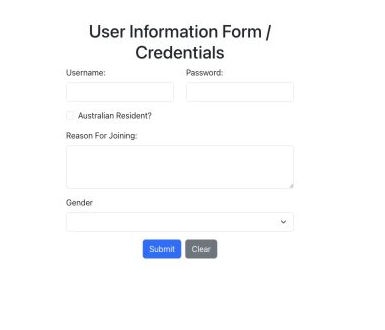 User Information Form /
Credentials
Username: Password:
Australian Resident?
Reason For Joining:
Gender
Submit Clear